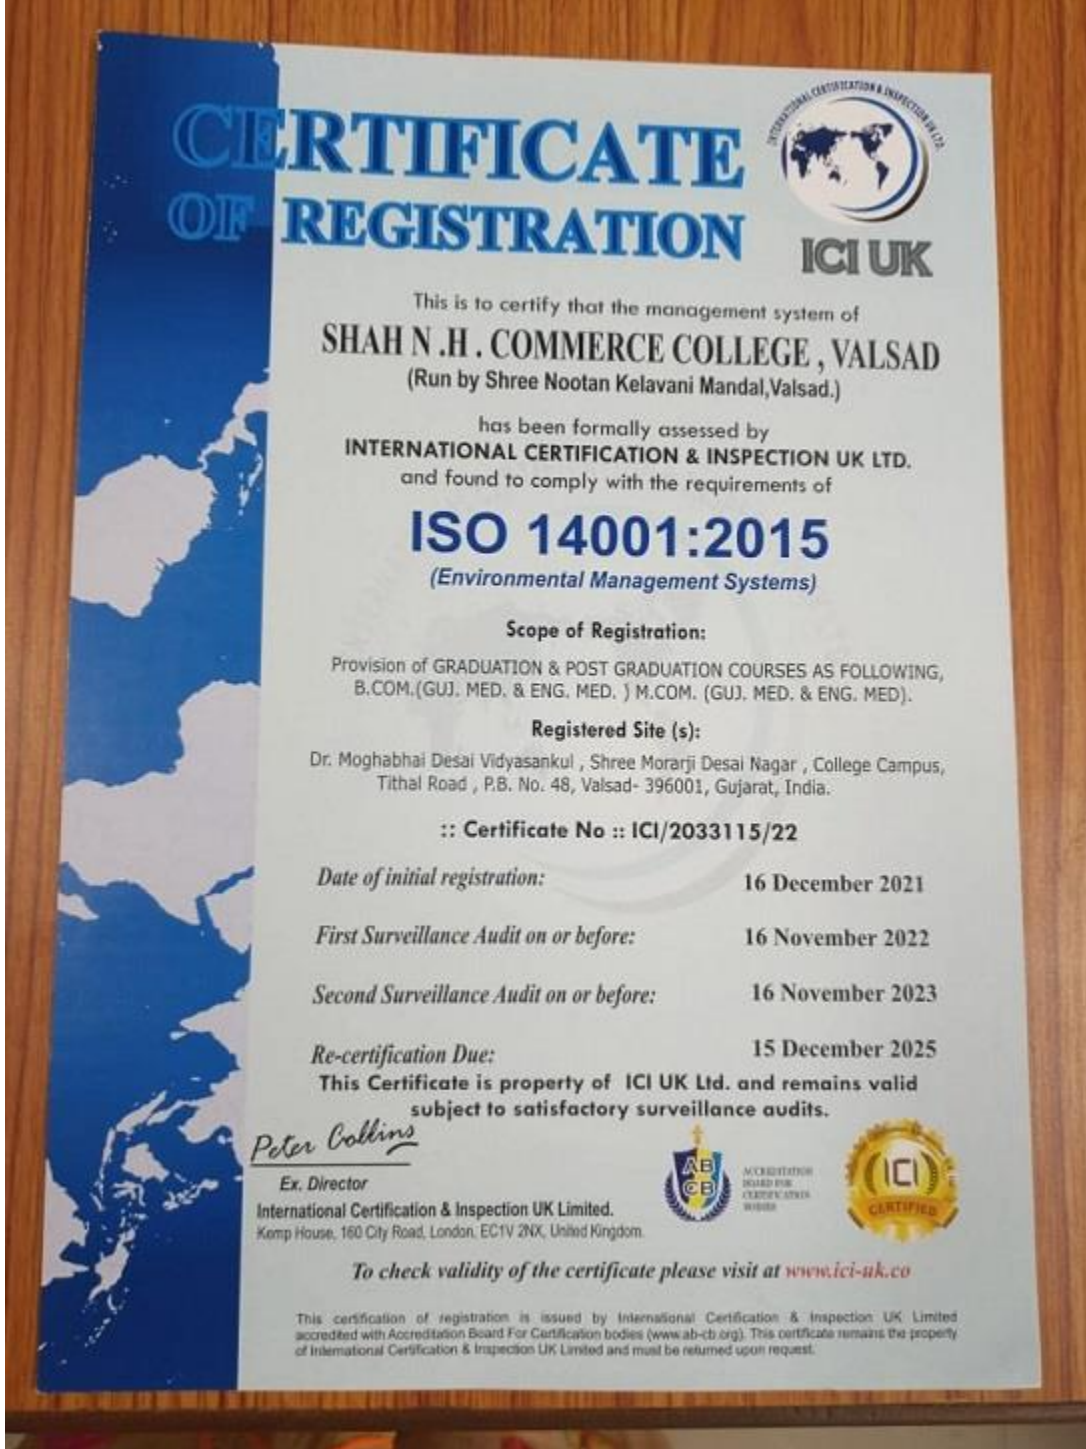 CERTIFICATE
OF REGISTRATION
INTERNATIONAL CERTIFICATION & INSPECTION UK LTD.
ICI UK
This is to certify that the management system of
SHAH N .H . COMMERCE COLLEGE , VALSAD
(Run by Shree Nootan Kelavani Mandal,Valsad.)
has been formally assessed by
INTERNATIONAL CERTIFICATION & INSPECTION UK LTD.
and found to comply with the requirements of
ISO 14001:2015
(Environmental Management Systems)
Scope of Registration:
Provision of GRADUATION & POST GRADUATION COURSES AS FOLLOWING,
B.COM.(GUJ. MED. & ENG. MED. ) M.COM. (GUJ. MED. & ENG. MED).
Registered Site (s):
Dr. Moghabhai Desai Vidyasankul , Shree Morarji Desai Nagar , College Campus,
Tithal Road , P.B. No. 48, Valsad- 396001, Gujarat, India.
:: Certificate No :: ICI/2033115/22
Date of initial registration: 16 December 2021
First Surveillance Audit on or before: 16 November 2022
Second Surveillance Audit on or before: 16 November 2023
Re-certification Due: 15 December 2025
This Certificate is property of ICI UK Ltd. and remains valid
subject to satisfactory surveillance audits.
Peter Collins
Ex. Director
International Certification & Inspection UK Limited.
Kemp House, 160 City Road, London, EC1V 2NX, United Kingdom.
AB
CB
ACCREDITATION
BOARD FOR
CERTIFICATION
BODIES
ICI
CERTIFIED
To check validity of the certificate please visit at www.ici-uk.co
This certification of registration is issued by International Certification & Inspection UK Limited
accredited with Accreditation Board For Certification bodies (www.ab-cb.org). This certificate remains the property
of International Certification & Inspection UK Limited and must be returned upon request.